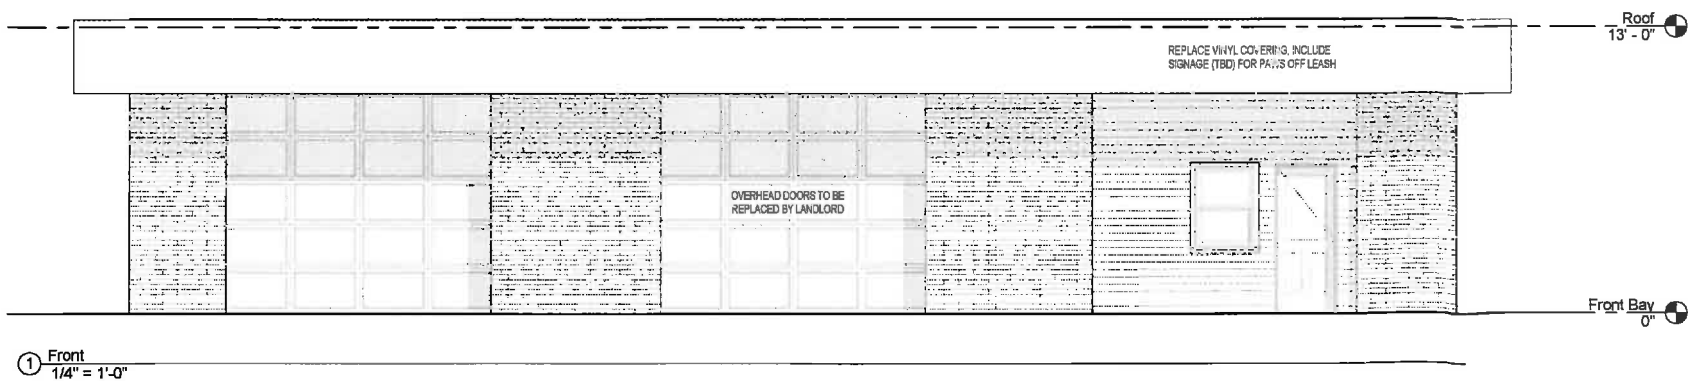 Roof
13' - 0"
REPLACE VINYL COVERING, INCLUDE
SIGNAGE (TBD) FOR PAWS OFF LEASH
OVERHEAD DOORS TO BE
REPLACED BY LANDLORD
Front Bay
0"
1 Front
1/4" = 1'-0"